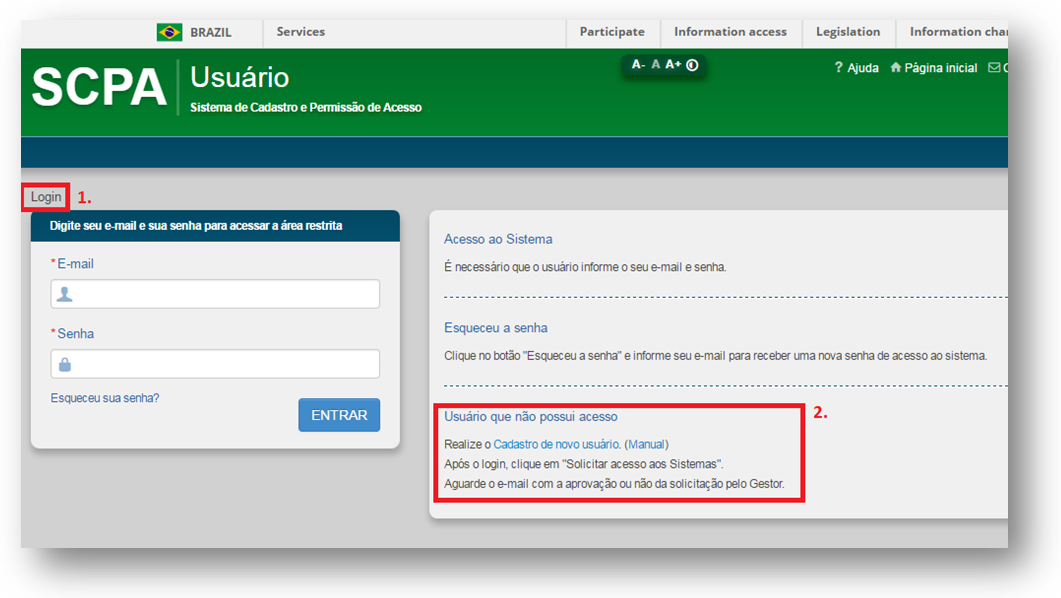 BRAZIL Services Participate Information access Legislation Information
SCPA Usuário
Sistema de Cadastro e Permissão de Acesso
A- A A+
? Ajuda Página inicial
Login 1.
Digite seu e-mail e sua senha para acessar a área restrita
* E-mail
* Senha
Esqueceu sua senha?
ENTRAR
Acesso ao Sistema
É necessário que o usuário informe o seu e-mail e senha.
Esqueceu a senha
Clique no botão "Esqueceu a senha" e informe seu e-mail para receber uma nova senha de acesso ao sistema.
Usuário que não possui acesso 2.
Realize o Cadastro de novo usuário. (Manual)
Após o login, clique em "Solicitar acesso aos Sistemas".
Aguarde o e-mail com a aprovação ou não da solicitação pelo Gestor.